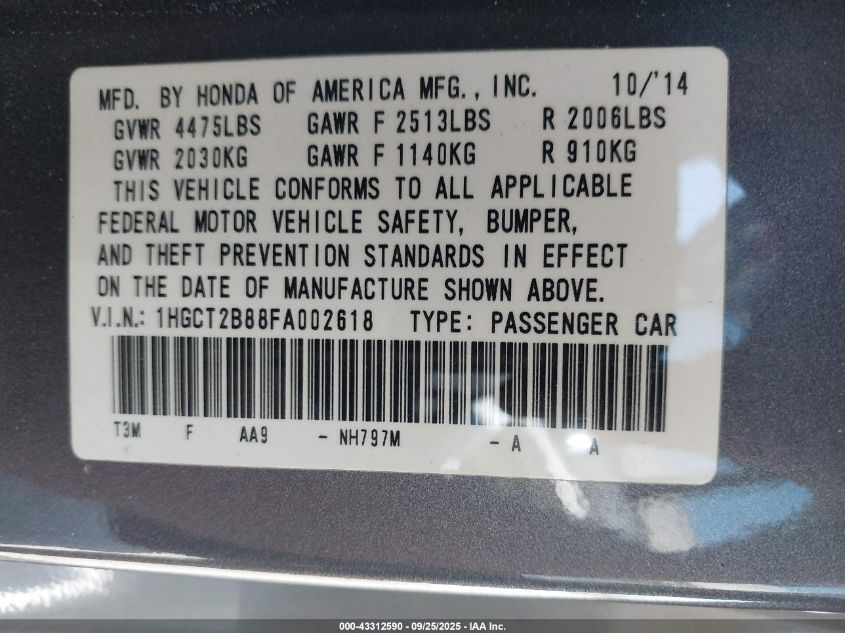 MFD. BY HONDA OF AMERICA MFG., INC. 10/'14
GVWR 4475LBS GAWR F 2513LBS R 2006LBS
GVWR 2030KG GAWR F 1140KG R 910KG
THIS VEHICLE CONFORMS TO ALL APPLICABLE
FEDERAL MOTOR VEHICLE SAFETY, BUMPER,
AND THEFT PREVENTION STANDARDS IN EFFECT
ON THE DATE OF MANUFACTURE SHOWN ABOVE.
V.I.N.: 1HGCT2B88FA002618 TYPE: PASSENGER CAR
T3M F AA9 - NH797M - A - A
000-43312590 - 09/25/2025 - IAA Inc.